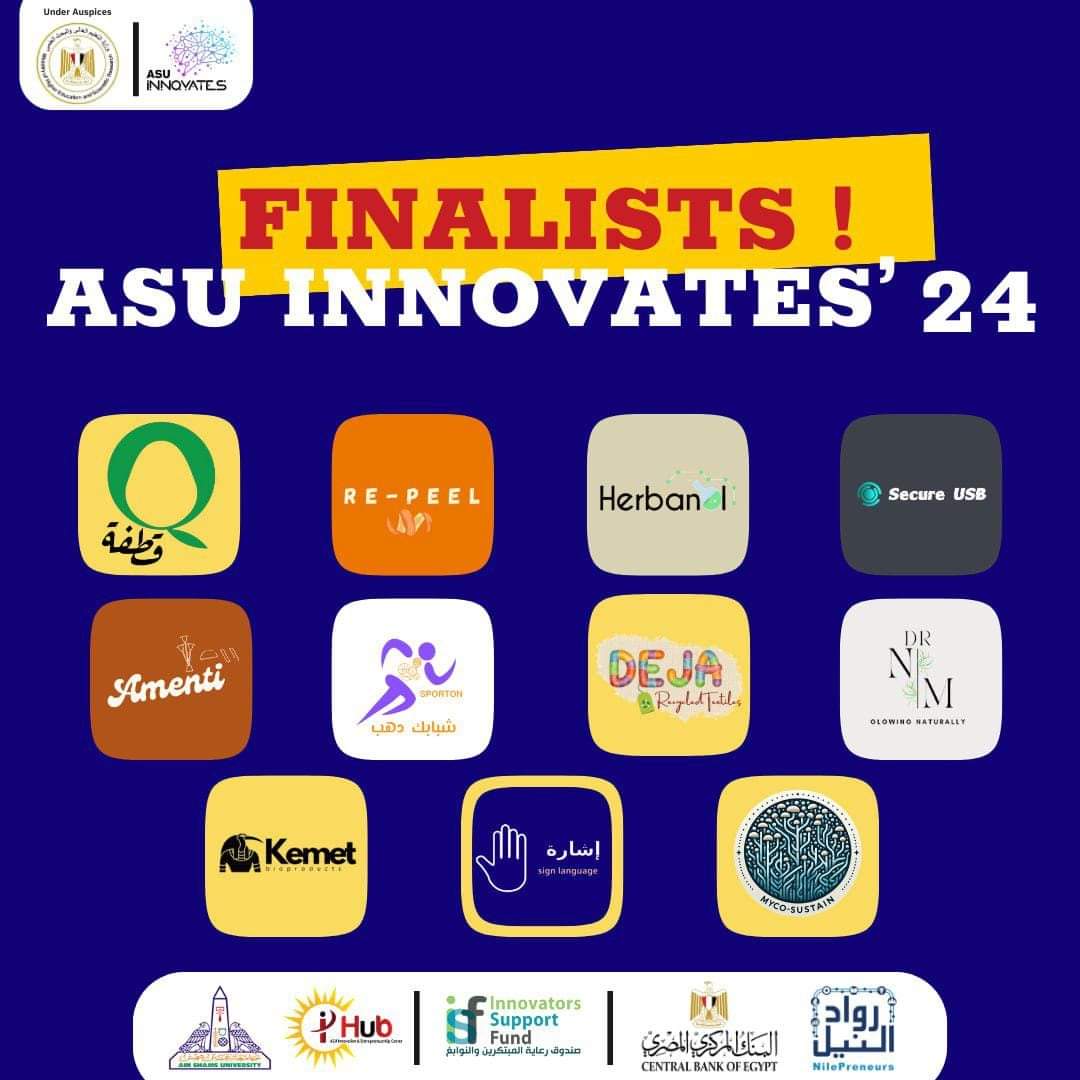 Under Auspices
ASU
INNOVATES
FINALISTS !
ASU INNOVATES' 24
قطفة
RE-PEEL
Herbanol
Secure USB
Amenti
SPORTON
شبابك دهب
DEJA
Recycled Textiles
DR
N M
OLOWING NATURALLY
Kemet
bioproducts
إشارة
sign language
MYCO-SUSTAIN
AIN SHAMS UNIVERSITY
iHub
Innovators
Support
Fund
صندوق رعاية المبتكرين والنوابغ
البنك المركزي المصري
CENTRAL BANK OF EGYPT
رواد
النيل
NilePreneurs